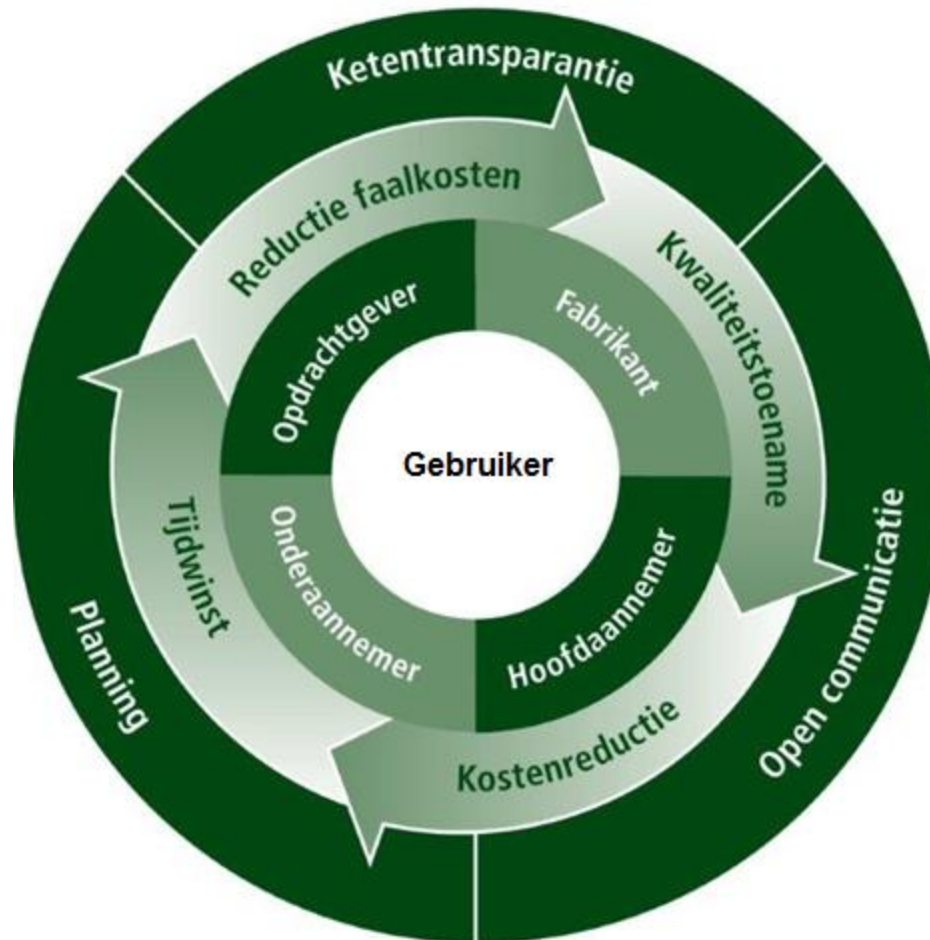 Ketentransparantie
Reductie faalkosten
Kwaliteitstoename
Opdrachtgever
Fabrikant
Gebruiker
Tijdwinst
Onderaannemer
Hoofdaannemer
Planning
Open communicatie
Kostenreductie